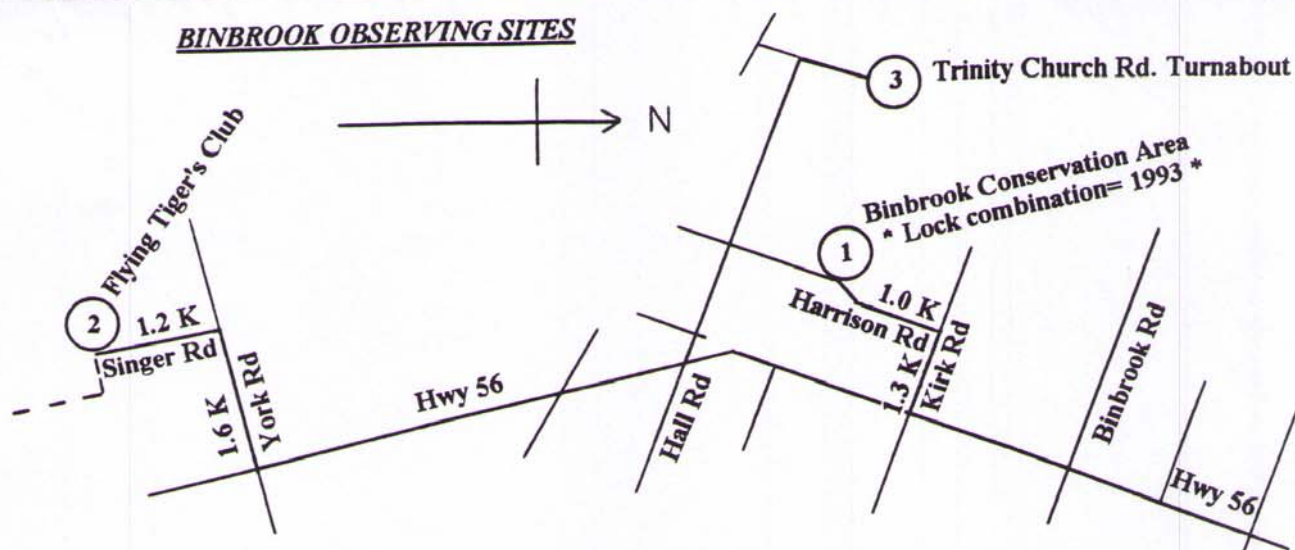 BINBROOK OBSERVING SITES
N
3
Trinity Church Rd. Turnabout
Flying Tiger's Club
Binbrook Conservation Area
* Lock combination= 1993 *
1
2
1.2 K
Singer Rd
1.0 K
Harrison Rd
1.3 K
Kirk Rd
1.6 K
York Rd
Hwy 56
Hall Rd
Binbrook Rd
Hwy 56